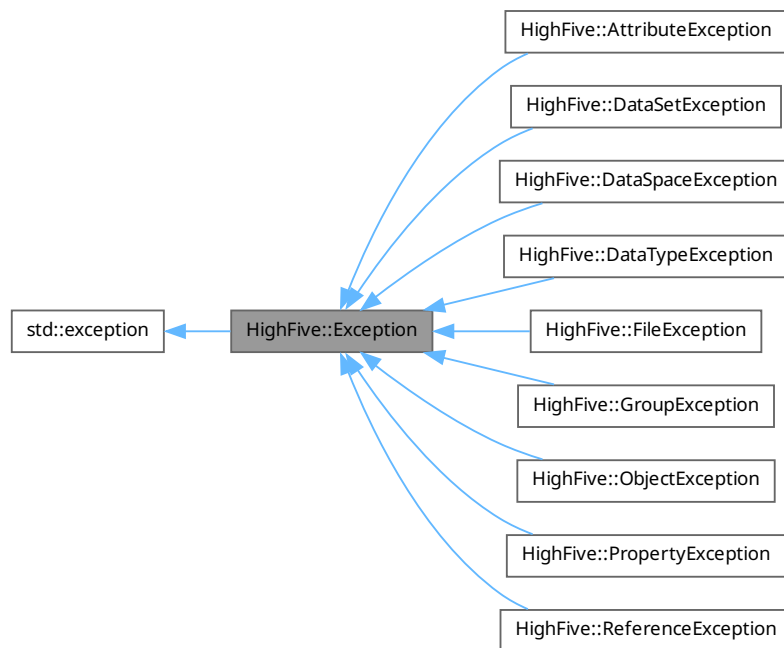 HighFive::AttributeException
HighFive::DataSetException
HighFive::DataSpaceException
HighFive::DataTypeException
std::exception
HighFive::Exception
HighFive::FileException
HighFive::GroupException
HighFive::ObjectException
HighFive::PropertyException
HighFive::ReferenceException